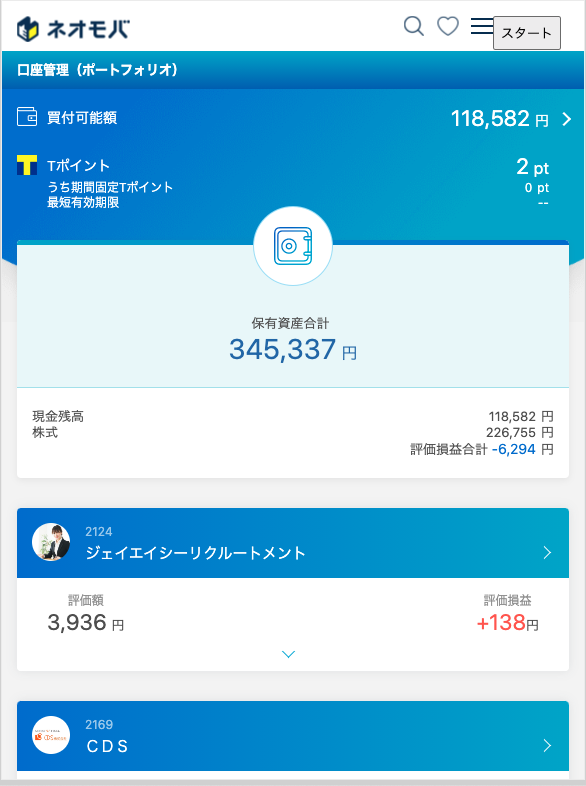 ネオモバ
スタート
口座管理（ポートフォリオ）
買付可能額 118,582 円
Tポイント 2 pt
うち期間固定Tポイント 0 pt
最短有効期限 --
保有資産合計
345,337 円
現金残高 118,582 円
株式 226,755 円
評価損益合計 -6,294 円
2124
ジェイエイシーリクルートメント
評価額 評価損益
3,936 円 +138円
2169
ＣＤＳ